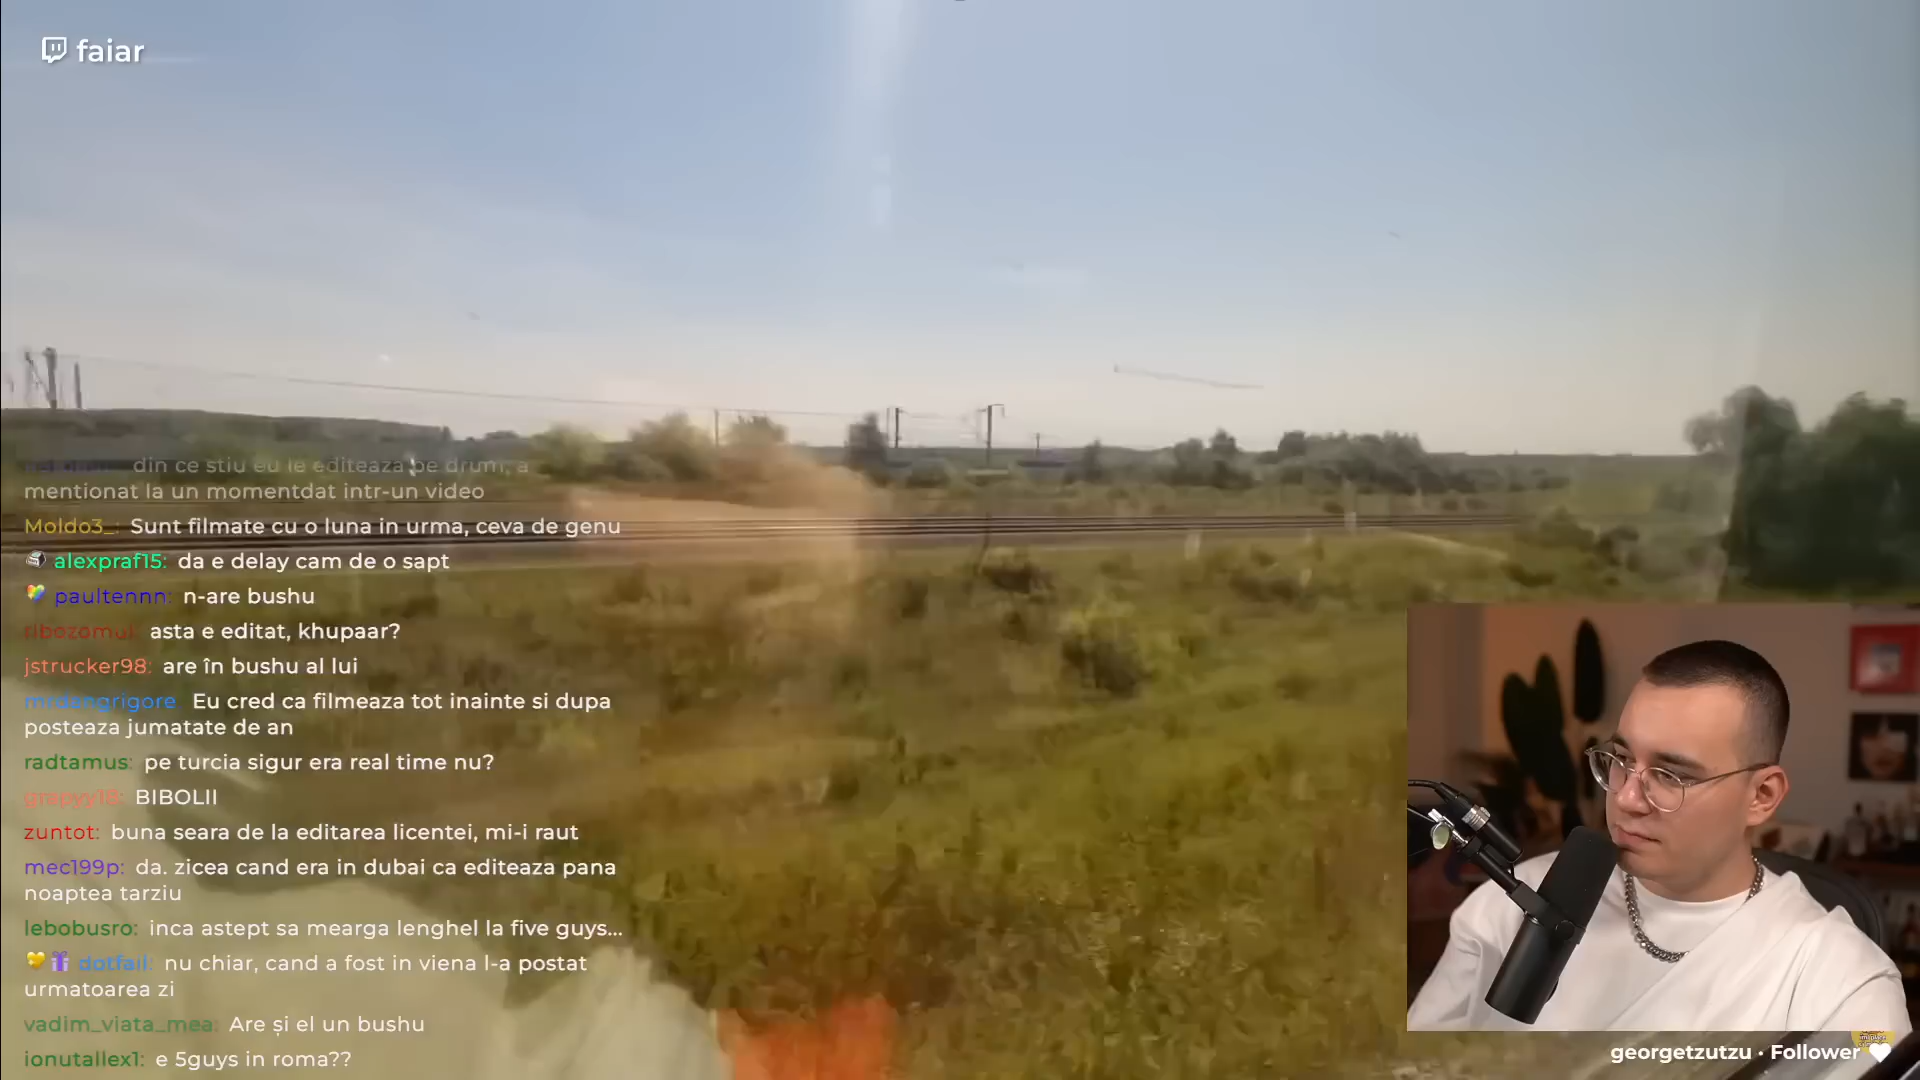 faiar
din ce stiu eu le editeaza pe drum, a
mentionat la un momentdat intr-un video
Moldo3_: Sunt filmate cu o luna in urma, ceva de genu
alexpraf15: da e delay cam de o sapt
paultennn: n-are bushu
ribozomul: asta e editat, khupaar?
jstrucker98: are în bushu al lui
mrdangrigore: Eu cred ca filmeaza tot inainte si dupa
posteaza jumatate de an
radtamus: pe turcia sigur era real time nu?
BIBOLII
zuntot: buna seara de la editarea licentei, mi-i raut
mec199p: da. zicea cand era in dubai ca editeaza pana
noaptea tarziu
lebobusro: inca astept sa mearga lenghel la five guys...
dotfail: nu chiar, cand a fost in viena l-a postat
urmatoarea zi
vadim_viata_mea: Are și el un bushu
ionutallex1: e 5guys in roma??
georgetzutzu · Follower